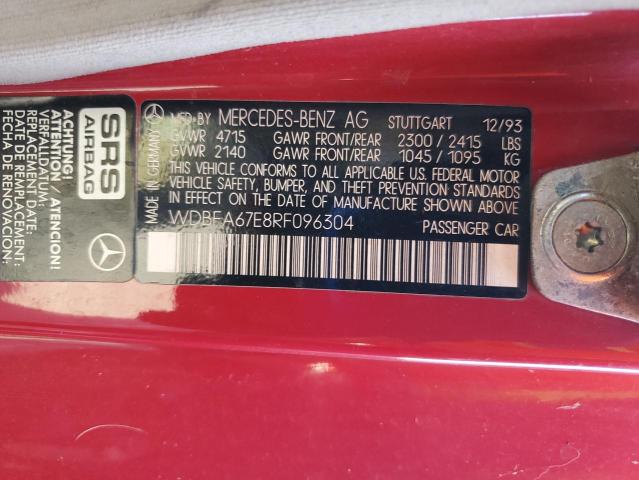 ACHTUNG!
ATTENTION / ATENCION!
VERFALLDATUM/
REPLACEMENT DATE:
DATE DE REMPLACEMENT:
FECHA DE RENOVACION:
SRS
AIRBAG
MADE IN GERMANY
MFD·BY MERCEDES-BENZ AG STUTTGART 12/93
GVWR 4715 GAWR FRONT/REAR 2300 / 2415 LBS
GVWR 2140 GAWR FRONT/REAR 1045 / 1095 KG
THIS VEHICLE CONFORMS TO ALL APPLICABLE U.S. FEDERAL MOTOR
VEHICLE SAFETY, BUMPER, AND THEFT PREVENTION STANDARDS
IN EFFECT ON THE DATE OF MANUFACTURE SHOWN ABOVE
WDBFA67E8RF096304 PASSENGER CAR